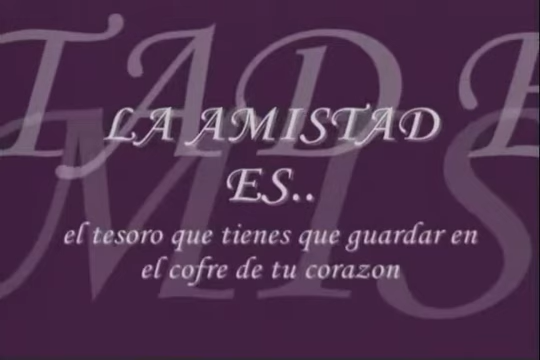 LA AMISTAD
ES..
el tesoro que tienes que guardar en
el cofre de tu corazon